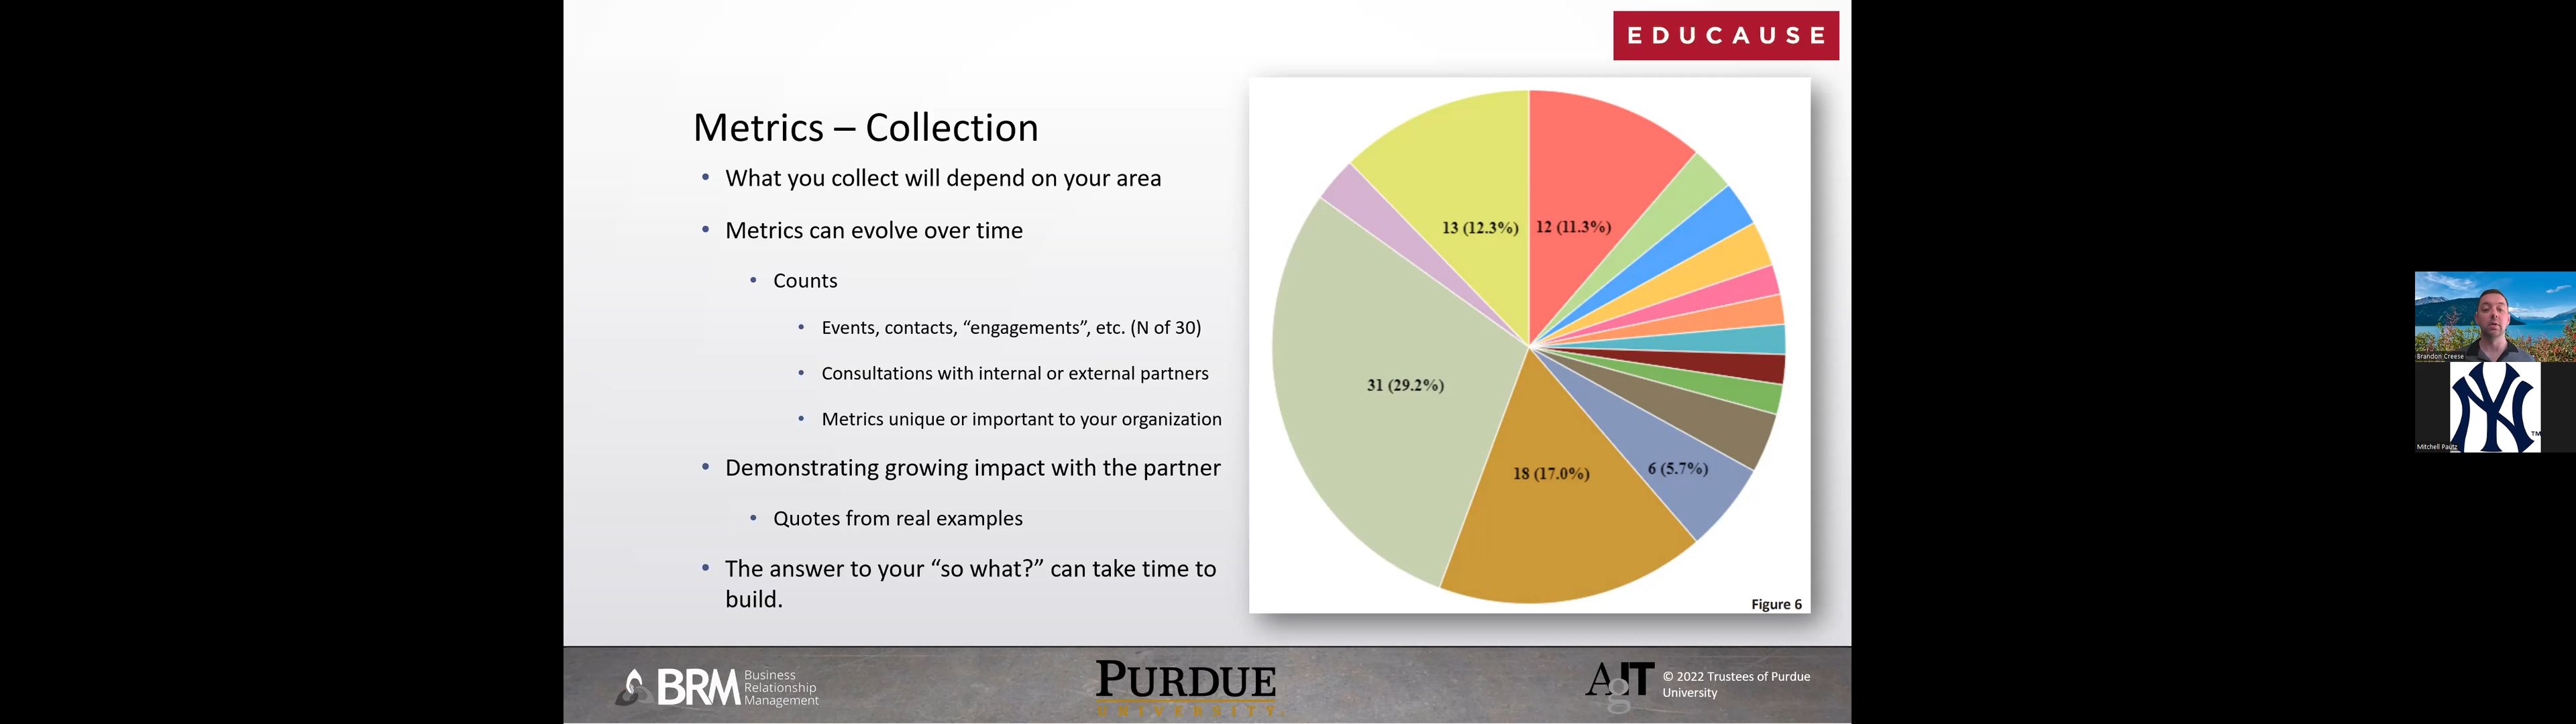 EDUCAUSE
Metrics – Collection
• What you collect will depend on your area
• Metrics can evolve over time
• Counts
• Events, contacts, “engagements”, etc. (N of 30)
• Consultations with internal or external partners
• Metrics unique or important to your organization
• Demonstrating growing impact with the partner
• Quotes from real examples
• The answer to your “so what?” can take time to
build.
13 (12.3%)
12 (11.3%)
31 (29.2%)
18 (17.0%)
6 (5.7%)
Figure 6
BRM
Business
Relationship
Management
PURDUE
UNIVERSITY
AgIT
© 2022 Trustees of Purdue
University
Brandon Creese
NY
TM
Mitchell Pautz